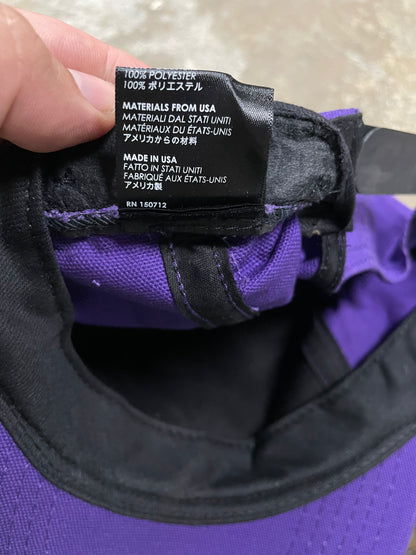 100% POLYESTER
100% ポリエステル
MATERIALS FROM USA
MATERIALI DAL STATI UNITI
MATÉRIAUX DU ÉTATS-UNIS
アメリカからの材料
MADE IN USA
FATTO IN STATI UNITI
FABRIQUÉ AUX ÉTATS-UNIS
アメリカ製
RN 150712